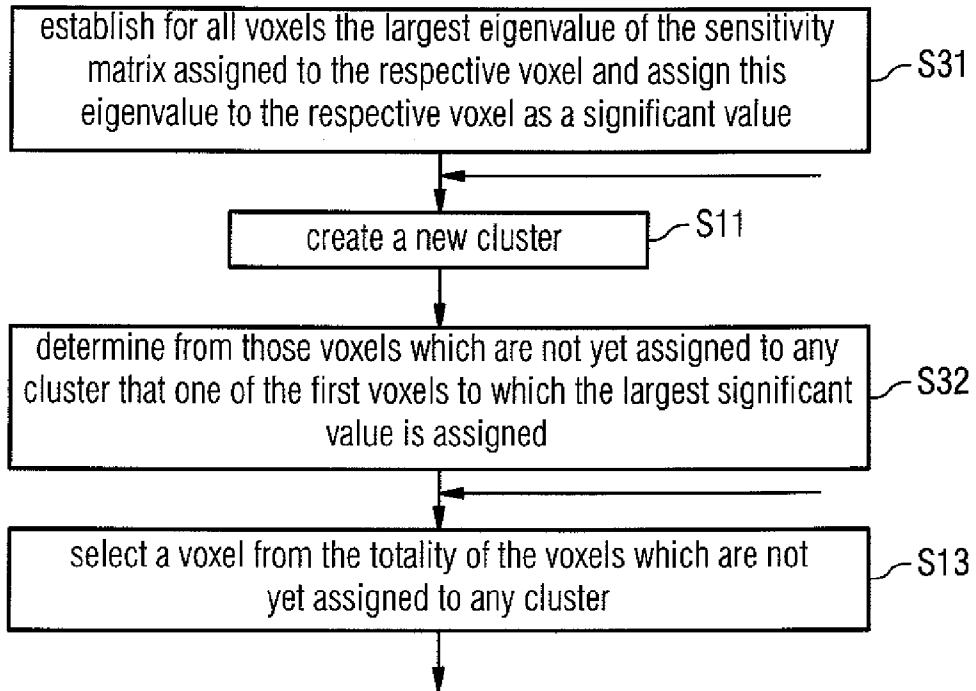 establish for all voxels the largest eigenvalue of the sensitivity
matrix assigned to the respective voxel and assign this
eigenvalue to the respective voxel as a significant value
S31
create a new cluster
S11
determine from those voxels which are not yet assigned to any
cluster that one of the first voxels to which the largest significant
value is assigned
S32
select a voxel from the totality of the voxels which are not
yet assigned to any cluster
S13